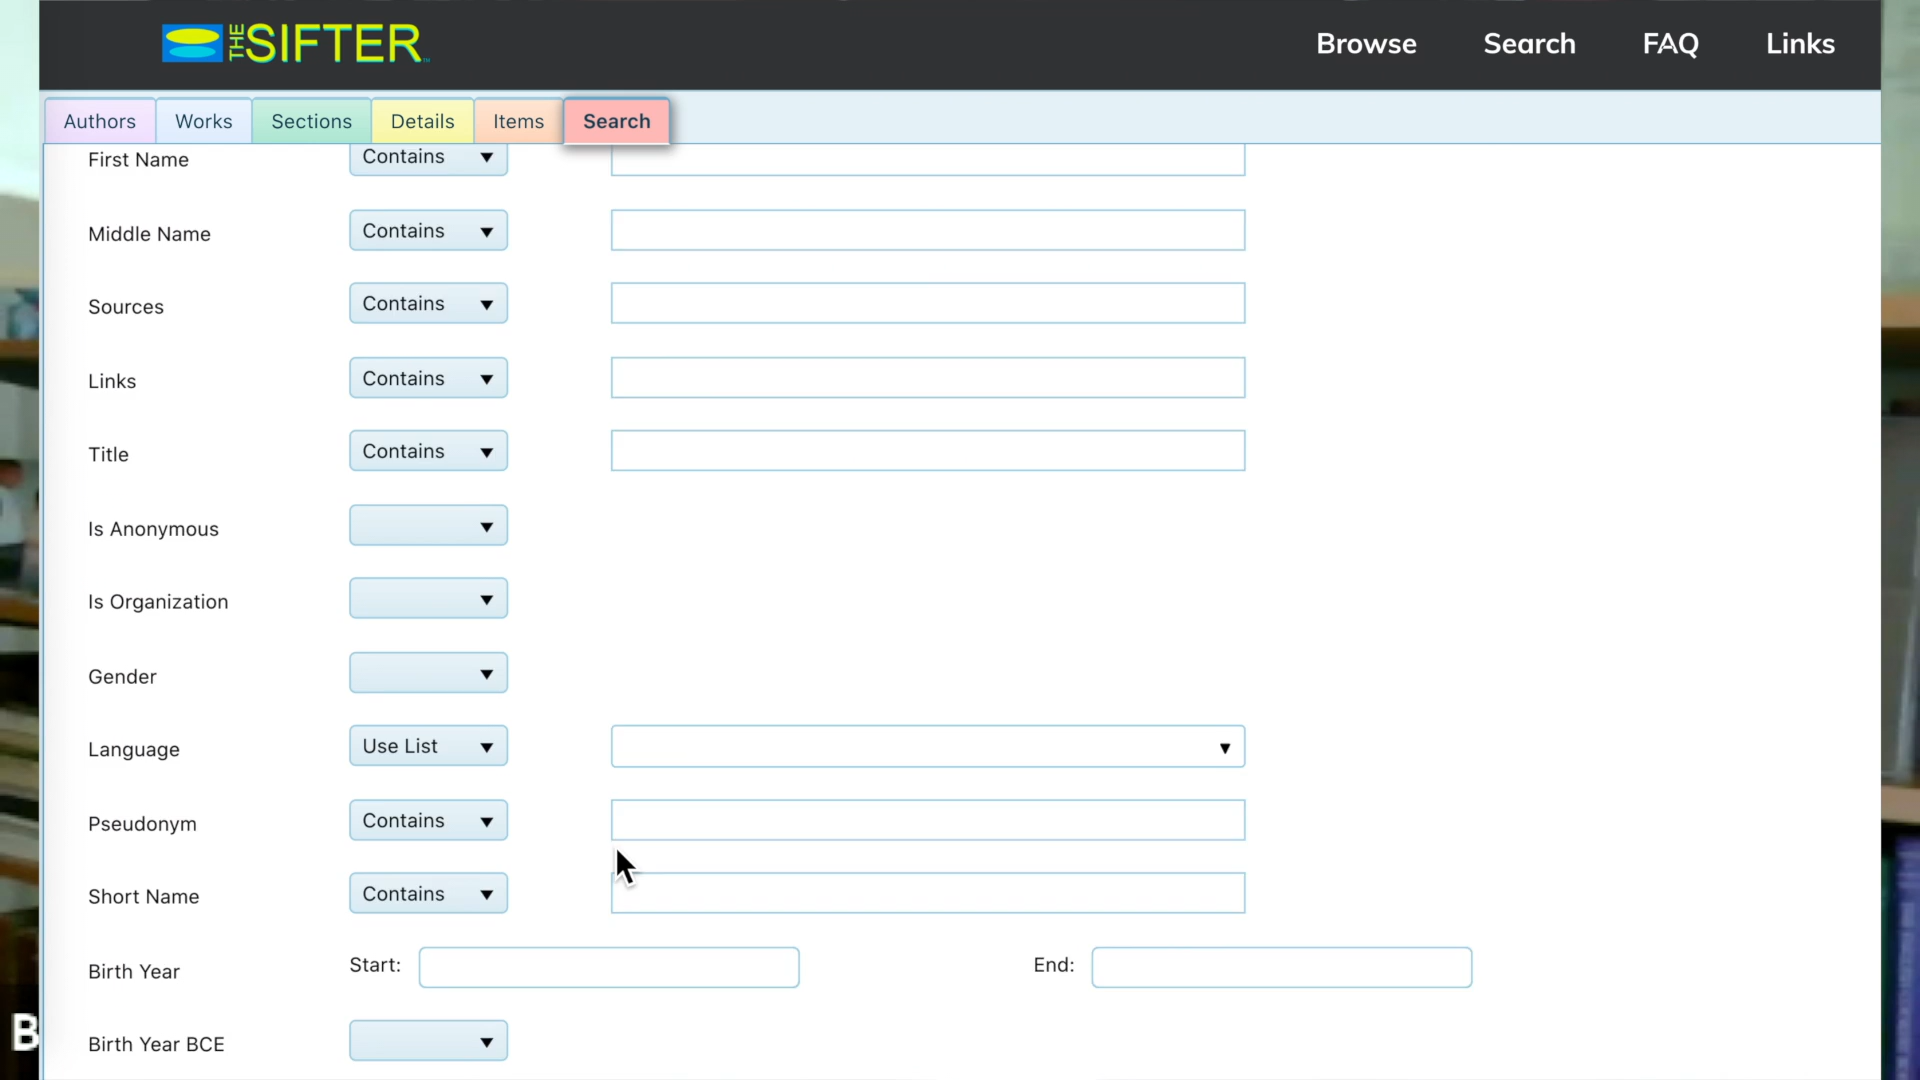 THE SIFTER
Browse Search FAQ Links
Authors Works Sections Details Items Search
First Name Contains
Middle Name Contains
Sources Contains
Links Contains
Title Contains
Is Anonymous
Is Organization
Gender
Language Use List
Pseudonym Contains
Short Name Contains
Birth Year Start: End:
B
Birth Year BCE